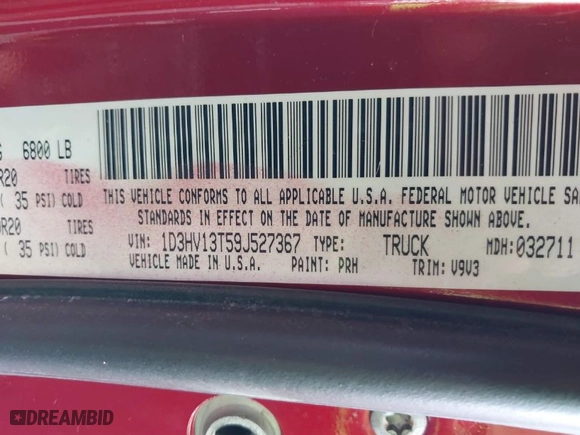 6800 LB
R20 TIRES
( 35 PSI) COLD
R20 TIRES
( 35 PSI) COLD
THIS VEHICLE CONFORMS TO ALL APPLICABLE U.S.A. FEDERAL MOTOR VEHICLE SA
STANDARDS IN EFFECT ON THE DATE OF MANUFACTURE SHOWN ABOVE.
VIN: 1D3HV13T59J527367 TYPE: TRUCK MDH: 032711
VEHICLE MADE IN U.S.A. PAINT: PRH TRIM: V9V3
DREAMBID